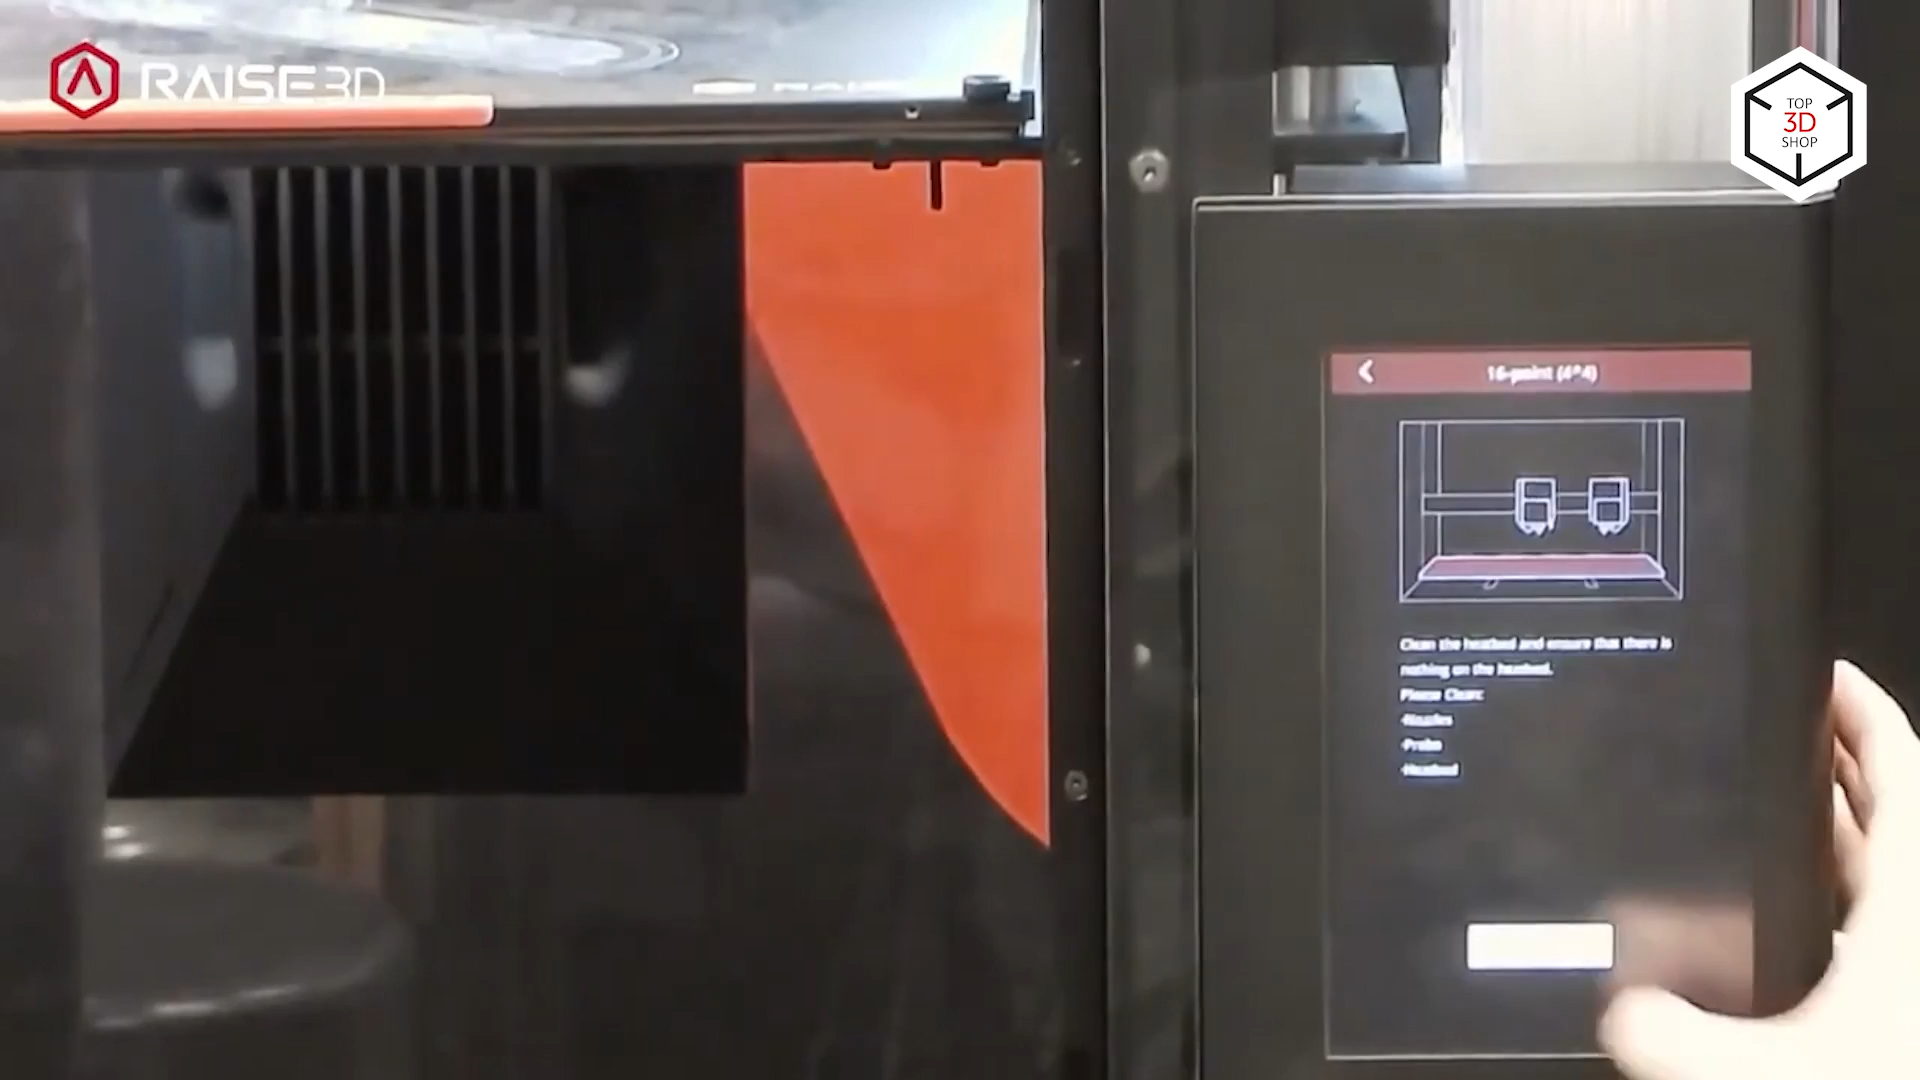 RAISE3D
TOP
3D
SHOP
16-point (4*4)
Clean the heatbed and ensure that there is
nothing on the heatbed.
Please Clean:
-Nozzles
-Probe
-Heatbed